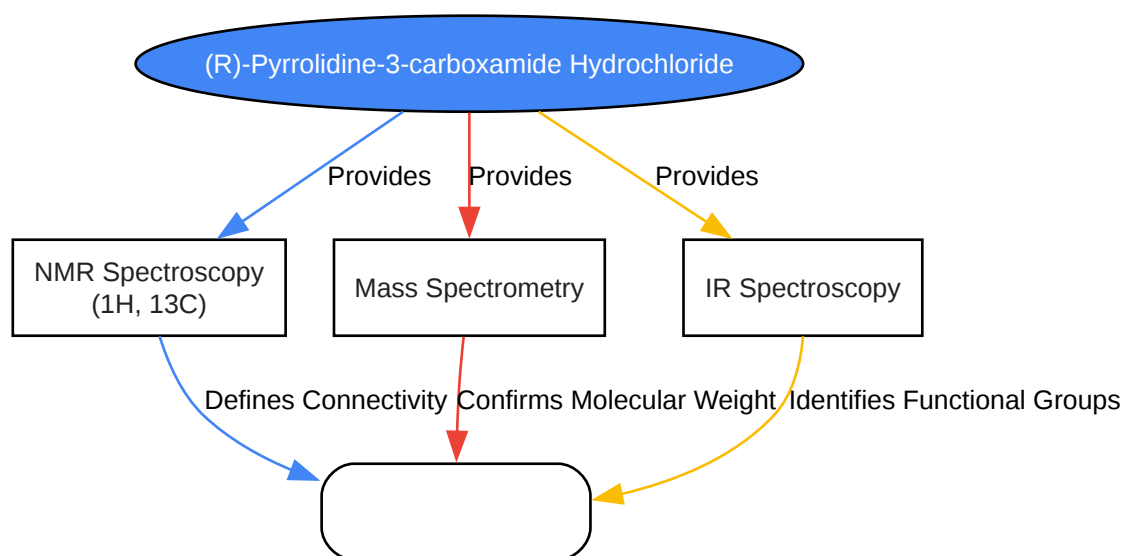 (R)-Pyrrolidine-3-carboxamide Hydrochloride
Provides
Provides
Provides
NMR Spectroscopy
(1H, 13C)
Mass Spectrometry
IR Spectroscopy
Defines Connectivity
Confirms Molecular Weight
Identifies Functional Groups